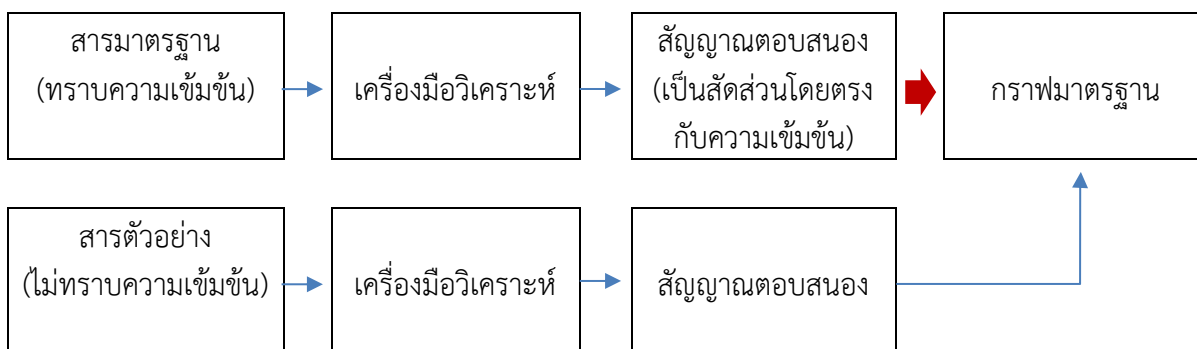 สารมาตรฐาน
(ทราบความเข้มข้น)
เครื่องมือวิเคราะห์
สัญญาณตอบสนอง
(เป็นสัดส่วนโดยตรง
กับความเข้มข้น)
กราฟมาตรฐาน
สารตัวอย่าง
(ไม่ทราบความเข้มข้น)
เครื่องมือวิเคราะห์
สัญญาณตอบสนอง